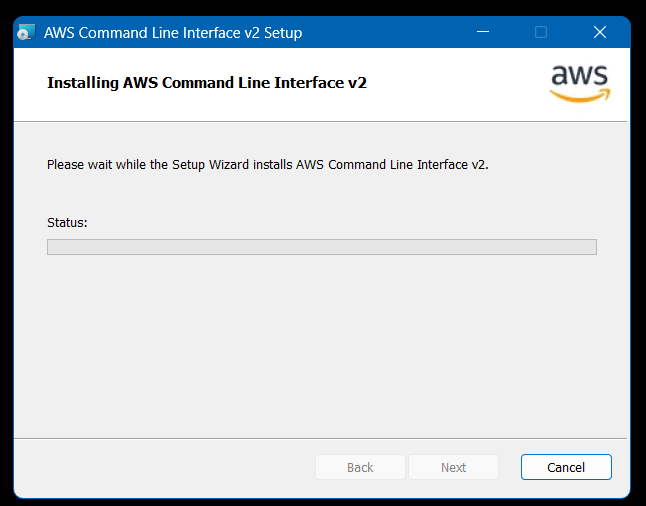 AWS Command Line Interface v2 Setup
Installing AWS Command Line Interface v2
aws
Please wait while the Setup Wizard installs AWS Command Line Interface v2.
Status:
Back Next Cancel